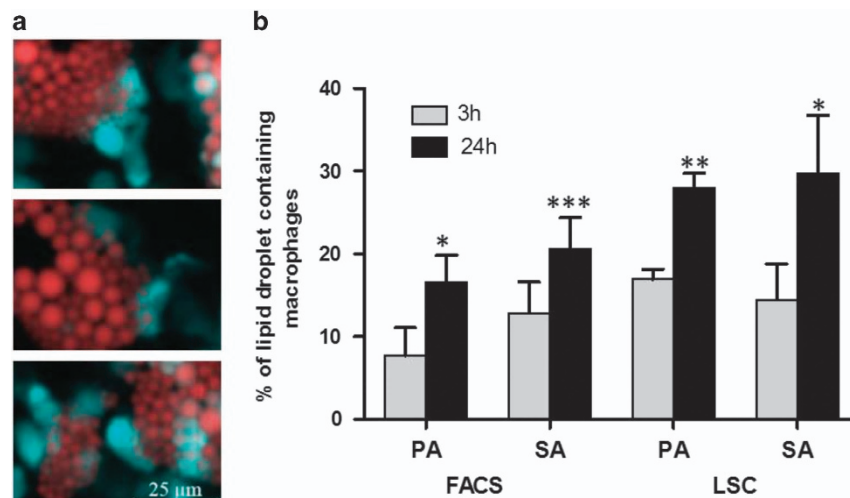 a
25 µm
b
% of lipid droplet containing
macrophages
40
30
20
10
0
3h
24h
*
***
**
*
PA
SA
PA
SA
FACS
LSC